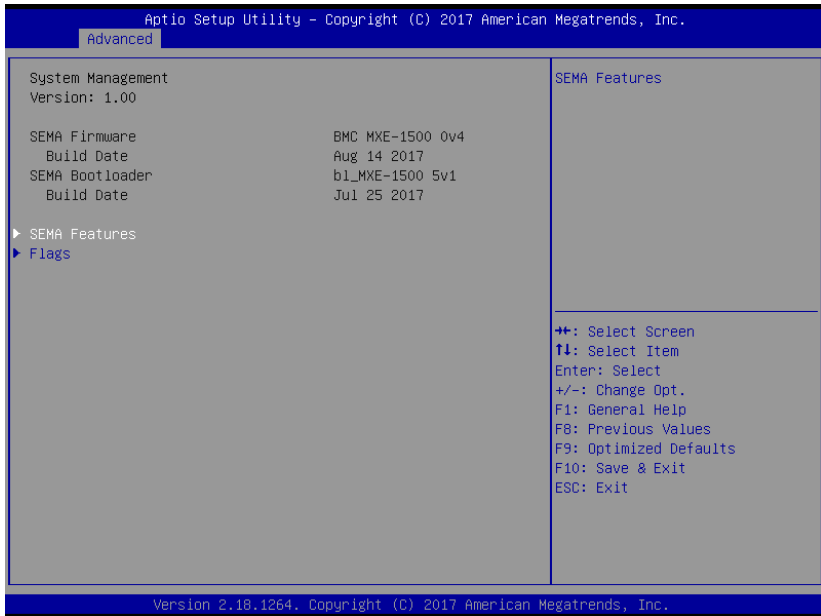 Aptio Setup Utility – Copyright (C) 2017 American Megatrends, Inc.
Advanced
System Management
Version: 1.00
SEMA Firmware BMC MXE-1500 0v4
Build Date Aug 14 2017
SEMA Bootloader bl_MXE-1500 5v1
Build Date Jul 25 2017
SEMA Features
Flags
SEMA Features
→←: Select Screen
↑↓: Select Item
Enter: Select
+/-: Change Opt.
F1: General Help
F8: Previous Values
F9: Optimized Defaults
F10: Save & Exit
ESC: Exit
Version 2.18.1264. Copyright (C) 2017 American Megatrends, Inc.